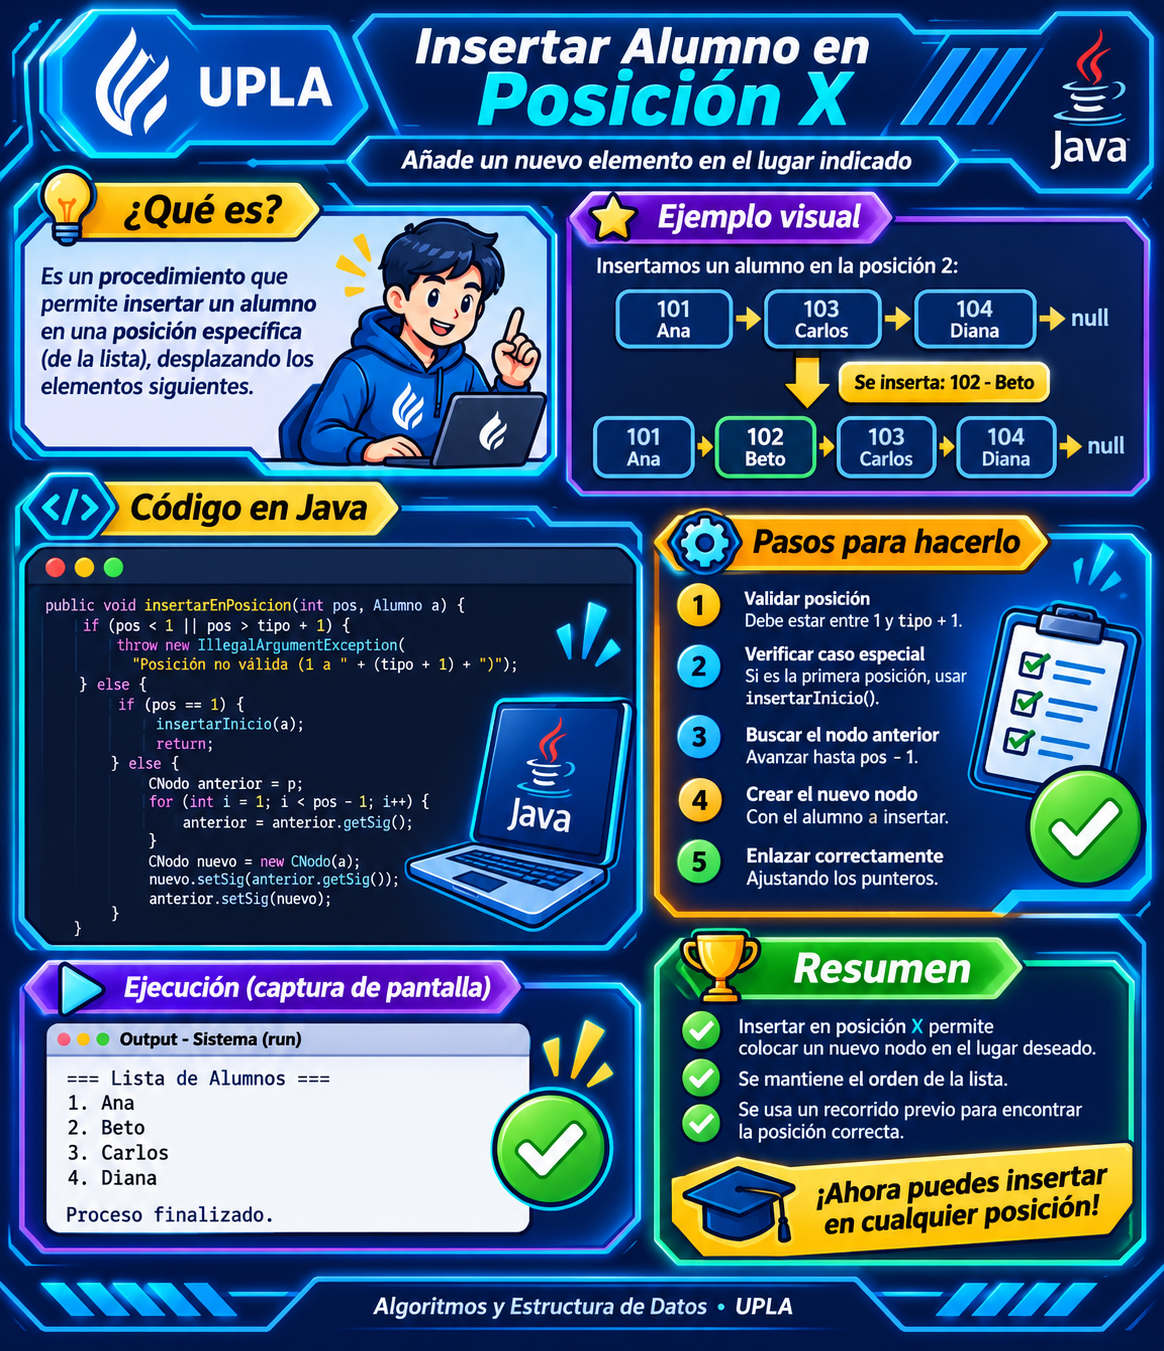 UPLA
Insertar Alumno en
Posición X
Añade un nuevo elemento en el lugar indicado
Java
¿Qué es?
Es un procedimiento que
permite insertar un alumno
en una posición específica
(de la lista), desplazando los
elementos siguientes.
Ejemplo visual
Insertamos un alumno en la posición 2:
101 103 104
Ana Carlos Diana null
Se inserta: 102 - Beto
101 102 103 104
Ana Beto Carlos Diana null
Código en Java
public void insertarEnPosicion(int pos, Alumno a) {
if (pos < 1 || pos > tipo + 1) {
throw new IllegalArgumentException(
"Posición no válida (1 a " + (tipo + 1) + ")");
} else {
if (pos == 1) {
insertarInicio(a);
return;
} else {
CNodo anterior = p;
for (int i = 1; i < pos - 1; i++) {
anterior = anterior.getSig();
}
CNodo nuevo = new CNodo(a);
nuevo.setSig(anterior.getSig());
anterior.setSig(nuevo);
}
}
Java
Pasos para hacerlo
1 Validar posición
Debe estar entre 1 y tipo + 1.
2 Verificar caso especial
Si es la primera posición, usar
insertarInicio().
3 Buscar el nodo anterior
Avanzar hasta pos - 1.
4 Crear el nuevo nodo
Con el alumno a insertar.
5 Enlazar correctamente
Ajustando los punteros.
Ejecución (captura de pantalla)
Output - Sistema (run)
=== Lista de Alumnos ===
1. Ana
2. Beto
3. Carlos
4. Diana
Proceso finalizado.
Resumen
Insertar en posición X permite
colocar un nuevo nodo en el lugar deseado.
Se mantiene el orden de la lista.
Se usa un recorrido previo para encontrar
la posición correcta.
¡Ahora puedes insertar
en cualquier posición!
Algoritmos y Estructura de Datos • UPLA